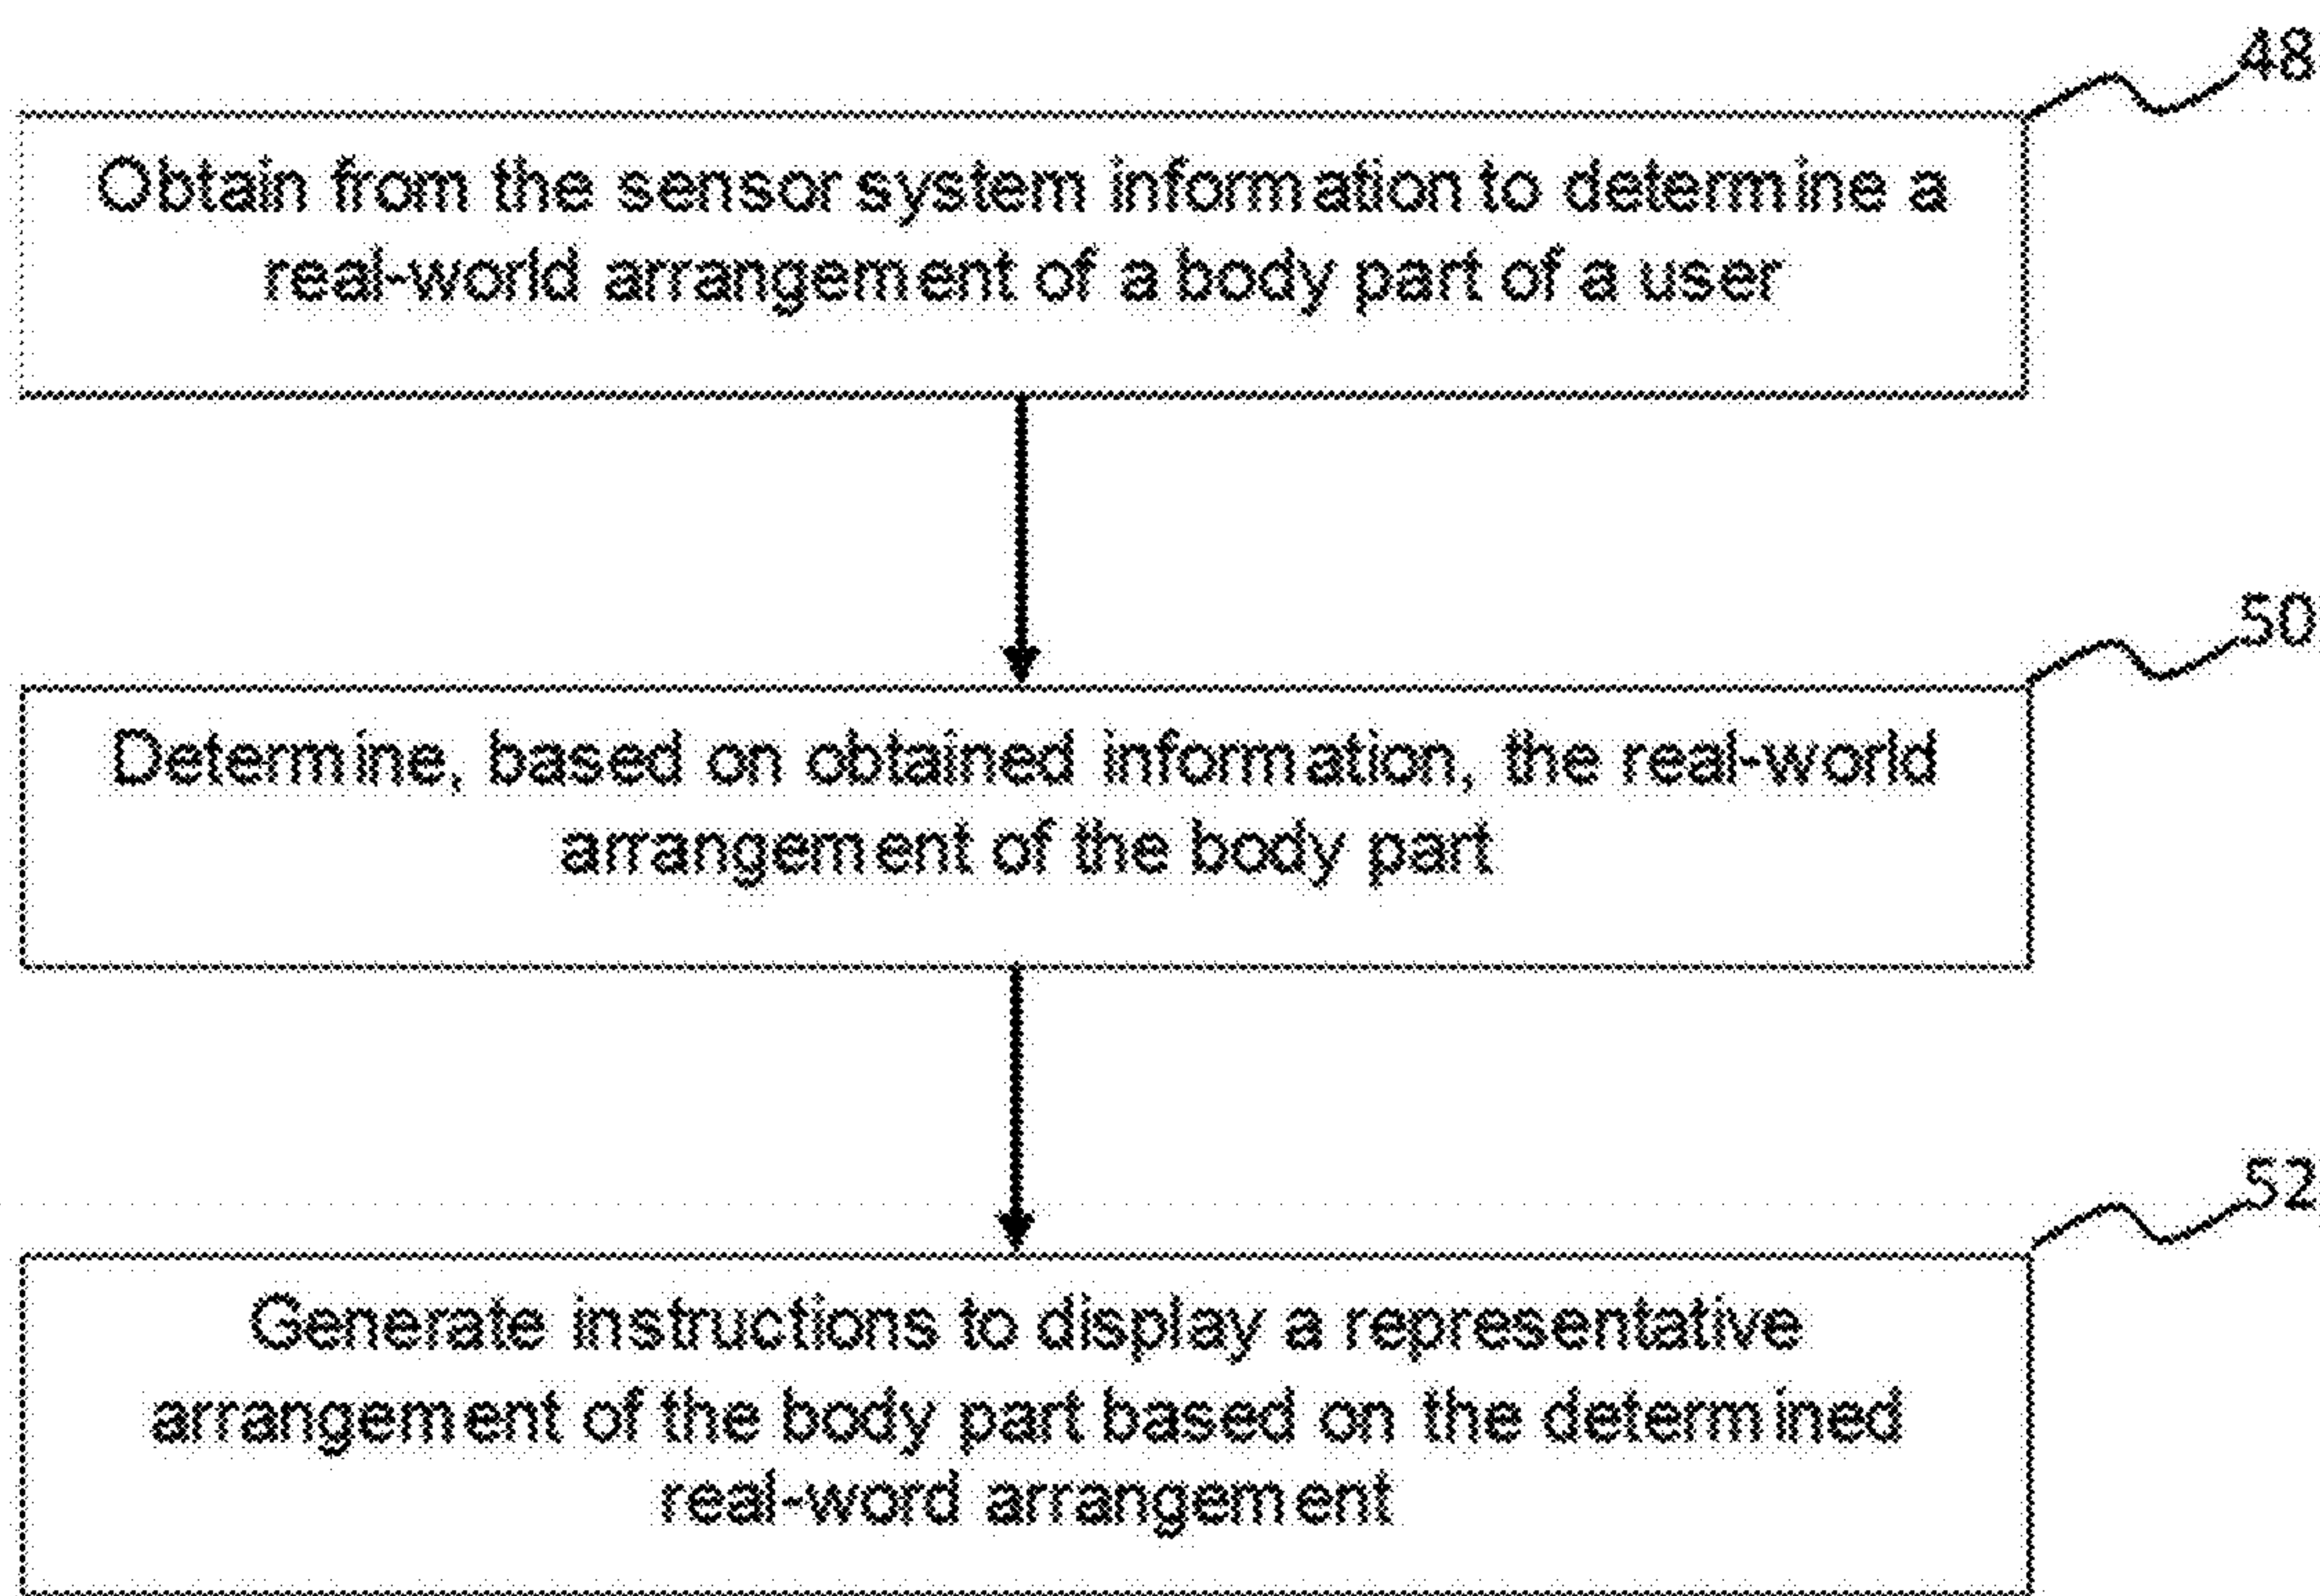 48
Obtain from the sensor system information to determine a
real-world arrangement of a body part of a user
50
Determine, based on obtained information, the real-world
arrangement of the body part
52
Generate instructions to display a representative
arrangement of the body part based on the determined
real-word arrangement